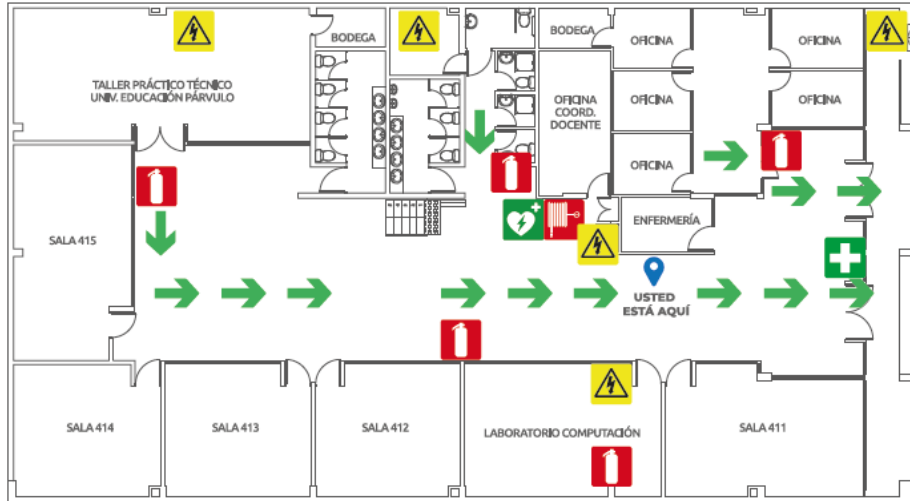 BODEGA
BODEGA
OFICINA
OFICINA
TALLER PRÁCTICO TÉCNICO
UNIV. EDUCACIÓN PÁRVULO
OFICINA
COORD.
DOCENTE
OFICINA
OFICINA
OFICINA
ENFERMERÍA
SALA 415
USTED
ESTÁ AQUÍ
SALA 414
SALA 413
SALA 412
LABORATORIO COMPUTACIÓN
SALA 411